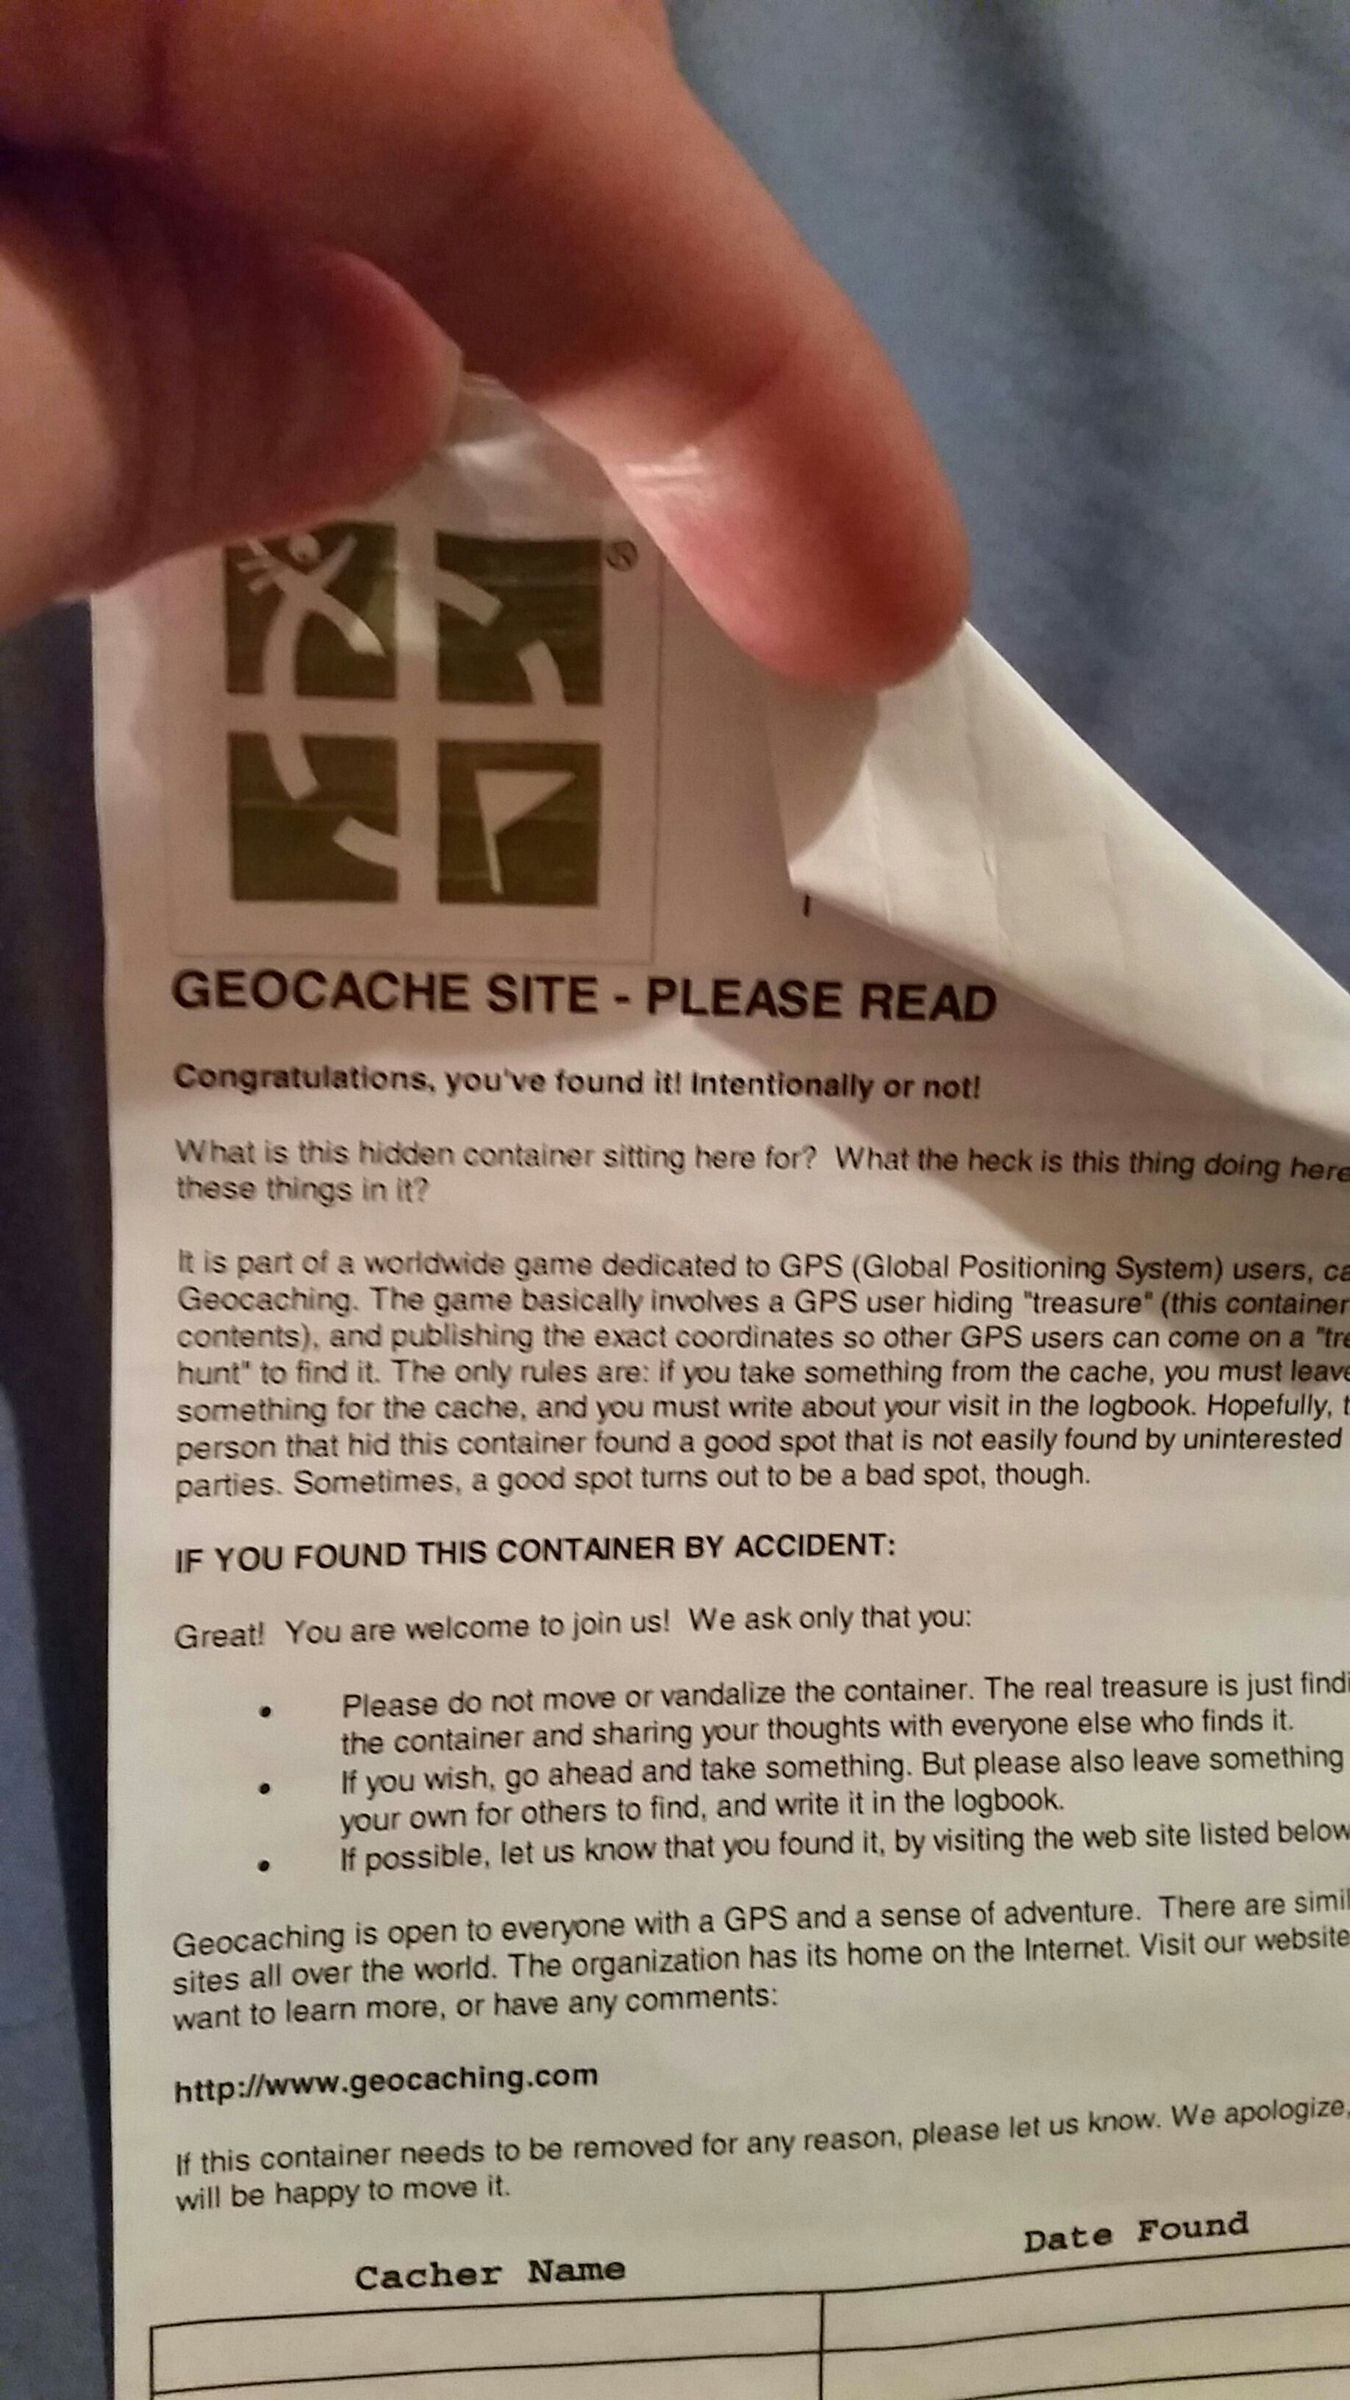 ®
GEOCACHE SITE - PLEASE READ
Congratulations, you've found it! Intentionally or not!
What is this hidden container sitting here for? What the heck is this thing doing here
these things in it?
It is part of a worldwide game dedicated to GPS (Global Positioning System) users, ca
Geocaching. The game basically involves a GPS user hiding "treasure" (this container
contents), and publishing the exact coordinates so other GPS users can come on a "tre
hunt" to find it. The only rules are: if you take something from the cache, you must leave
something for the cache, and you must write about your visit in the logbook. Hopefully, t
person that hid this container found a good spot that is not easily found by uninterested
parties. Sometimes, a good spot turns out to be a bad spot, though.
IF YOU FOUND THIS CONTAINER BY ACCIDENT:
Great! You are welcome to join us! We ask only that you:
• Please do not move or vandalize the container. The real treasure is just findi
the container and sharing your thoughts with everyone else who finds it.
• If you wish, go ahead and take something. But please also leave something
your own for others to find, and write it in the logbook.
• If possible, let us know that you found it, by visiting the web site listed below
Geocaching is open to everyone with a GPS and a sense of adventure. There are simil
sites all over the world. The organization has its home on the Internet. Visit our website
want to learn more, or have any comments:
http://www.geocaching.com
If this container needs to be removed for any reason, please let us know. We apologize,
will be happy to move it.
Cacher Name Date Found